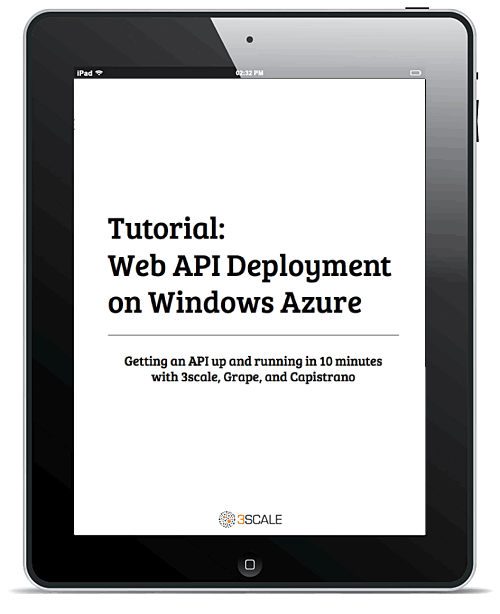 iPad 02:32 PM
Tutorial:
Web API Deployment
on Windows Azure
Getting an API up and running in 10 minutes
with 3scale, Grape, and Capistrano
3SCALE